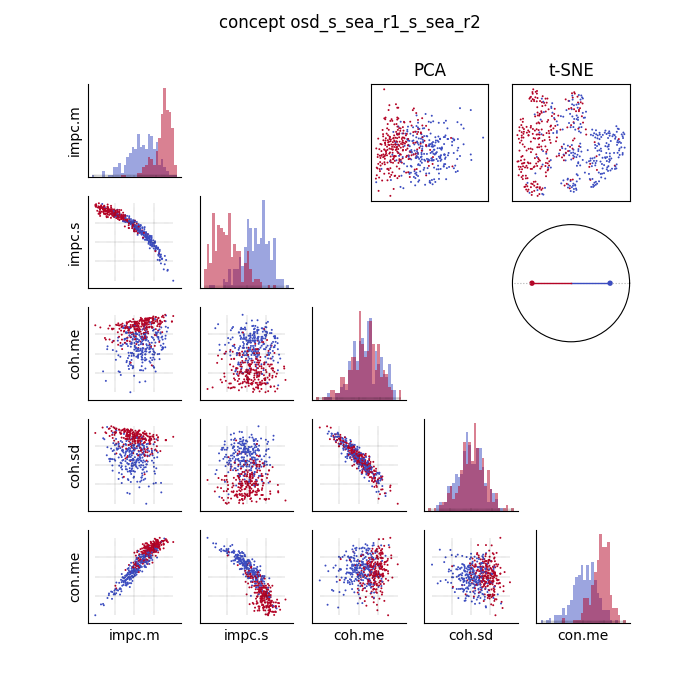 concept osd_s_sea_r1_s_sea_r2
PCA
t-SNE
impc.m
impc.s
coh.me
coh.sd
con.me
impc.m
impc.s
coh.me
coh.sd
con.me